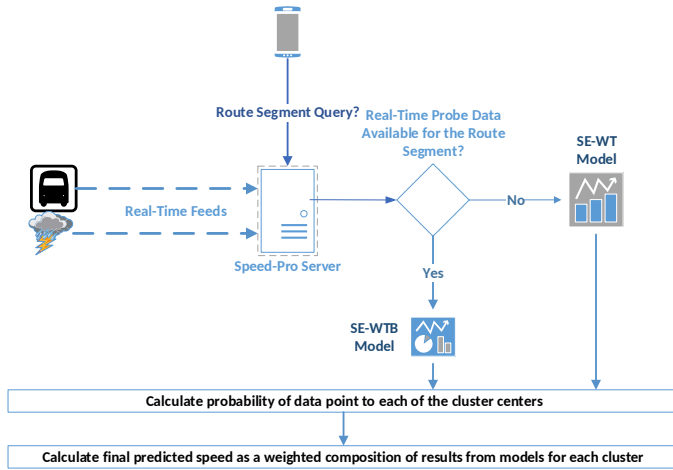 Route Segment Query?
Real-Time Probe Data
Available for the Route
Segment?
SE-WT
Model
No
Real-Time Feeds
Speed-Pro Server
Yes
SE-WTB
Model
Calculate probability of data point to each of the cluster centers
Calculate final predicted speed as a weighted composition of results from models for each cluster